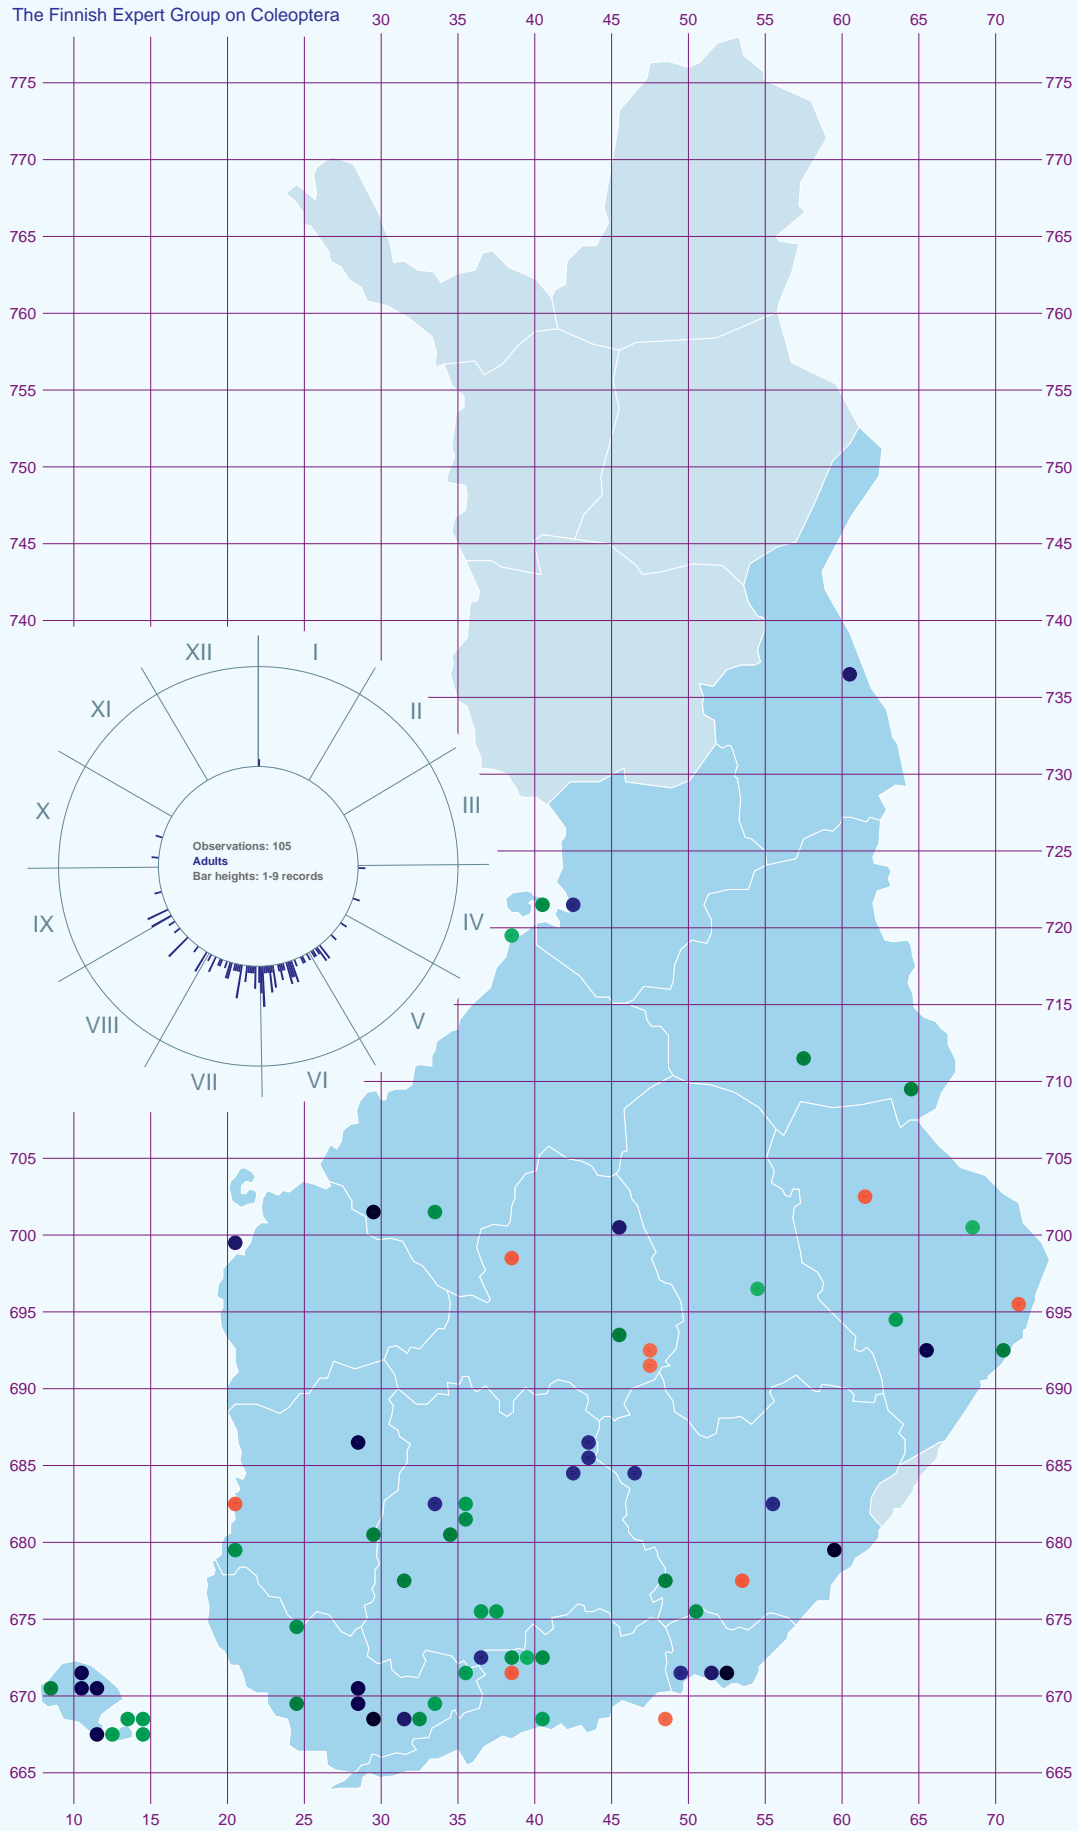 The Finnish Expert Group on Coleoptera
30 35 40 45 50 55 60 65 70
775 775
770 770
765 765
760 760
755 755
750 750
745 745
740 740
XII I
XI II
735
730
X III
Observations: 105
Adults
Bar heights: 1-9 records
725
IX IV 720
715
VIII V
VII VI
710
705 705
700 700
695 695
690 690
685 685
680 680
675 675
670 670
665 665
10 15 20 25 30 35 40 45 50 55 60 65 70